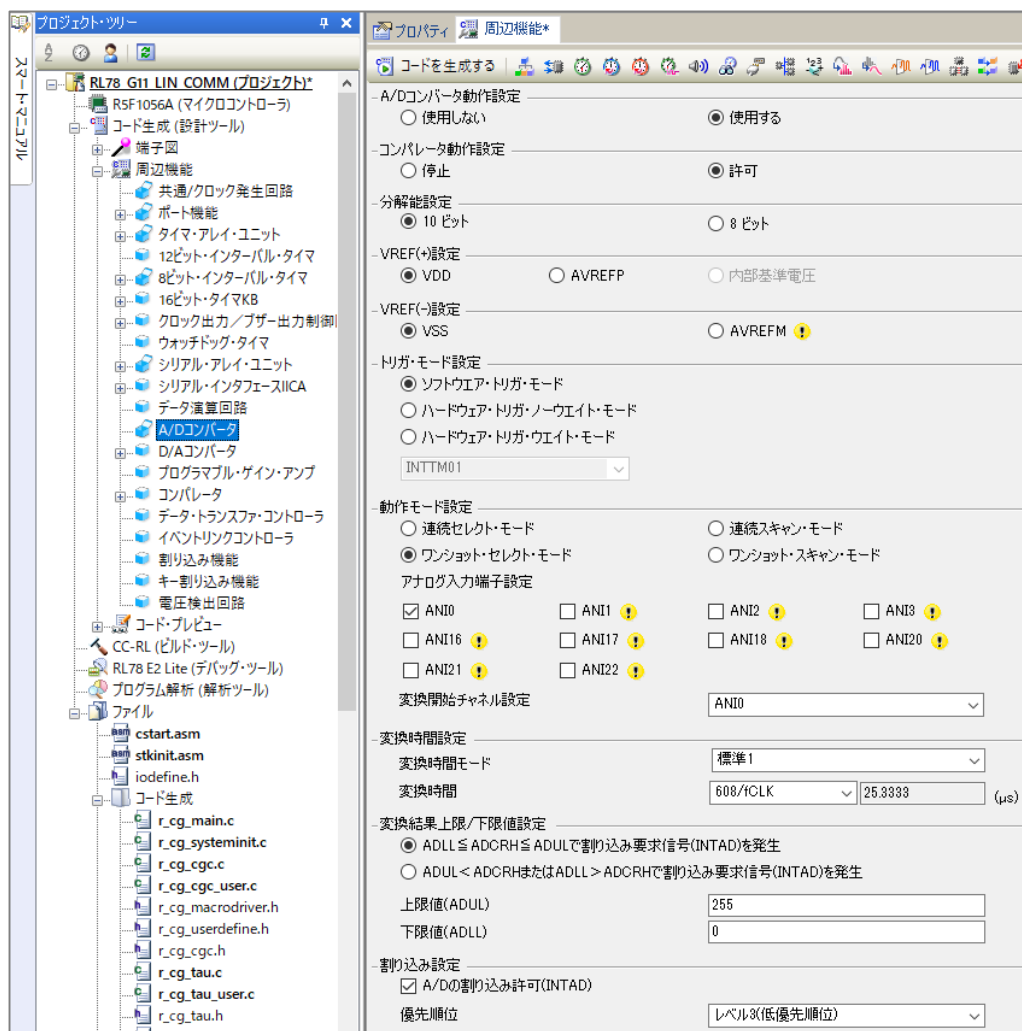 プロジェクト・ツリー
スマート・マニュアル
RL78_G11_LIN_COMM (プロジェクト)*
R5F1056A (マイクロコントローラ)
コード生成 (設計ツール)
端子図
周辺機能
共通/クロック発生回路
ポート機能
タイマ・アレイ・ユニット
12ビット・インターバル・タイマ
8ビット・インターバル・タイマ
16ビット・タイマKB
クロック出力／ブザー出力制御
ウォッチドッグ・タイマ
シリアル・アレイ・ユニット
シリアル・インタフェースIICA
データ演算回路
A/Dコンバータ
D/Aコンバータ
プログラマブル・ゲイン・アンプ
コンパレータ
データ・トランスファ・コントローラ
イベントリンクコントローラ
割り込み機能
キー割り込み機能
電圧検出回路
コード・プレビュー
CC-RL (ビルド・ツール)
RL78 E2 Lite (デバッグ・ツール)
プログラム解析 (解析ツール)
ファイル
cstart.asm
stkinit.asm
iodefine.h
コード生成
r_cg_main.c
r_cg_systeminit.c
r_cg_cgc.c
r_cg_cgc_user.c
r_cg_macrodriver.h
r_cg_userdefine.h
r_cg_cgc.h
r_cg_tau.c
r_cg_tau_user.c
r_cg_tau.h
プロパティ 周辺機能*
コードを生成する
A/Dコンバータ動作設定
使用しない 使用する
コンパレータ動作設定
停止 許可
分解能設定
10 ビット 8 ビット
VREF(+)設定
VDD AVREFP 内部基準電圧
VREF(-)設定
VSS AVREFM
トリガ・モード設定
ソフトウエア・トリガ・モード
ハードウェア・トリガ・ノーウエイト・モード
ハードウェア・トリガ・ウエイト・モード
INTTM01
動作モード設定
連続セレクト・モード 連続スキャン・モード
ワンショット・セレクト・モード ワンショット・スキャン・モード
アナログ入力端子設定
ANI0 ANI1 ANI2 ANI3
ANI16 ANI17 ANI18 ANI20
ANI21 ANI22
変換開始チャネル設定 ANI0
変換時間設定
変換時間モード 標準1
変換時間 608/fCLK 25.3333 (μs)
変換結果上限/下限値設定
ADLL≦ADCRH≦ADULで割り込み要求信号(INTAD)を発生
ADUL＜ADCRHまたはADLL＞ADCRHで割り込み要求信号(INTAD)を発生
上限値(ADUL) 255
下限値(ADLL) 0
割り込み設定
A/Dの割り込み許可(INTAD)
優先順位 レベル3(低優先順位)